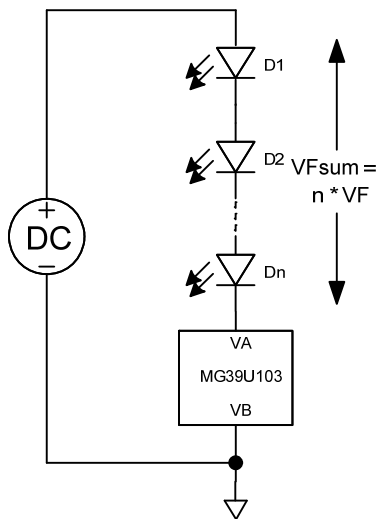 D1
D2
VFsum =
n * VF
+
DC
–
Dn
VA
MG39U103
VB